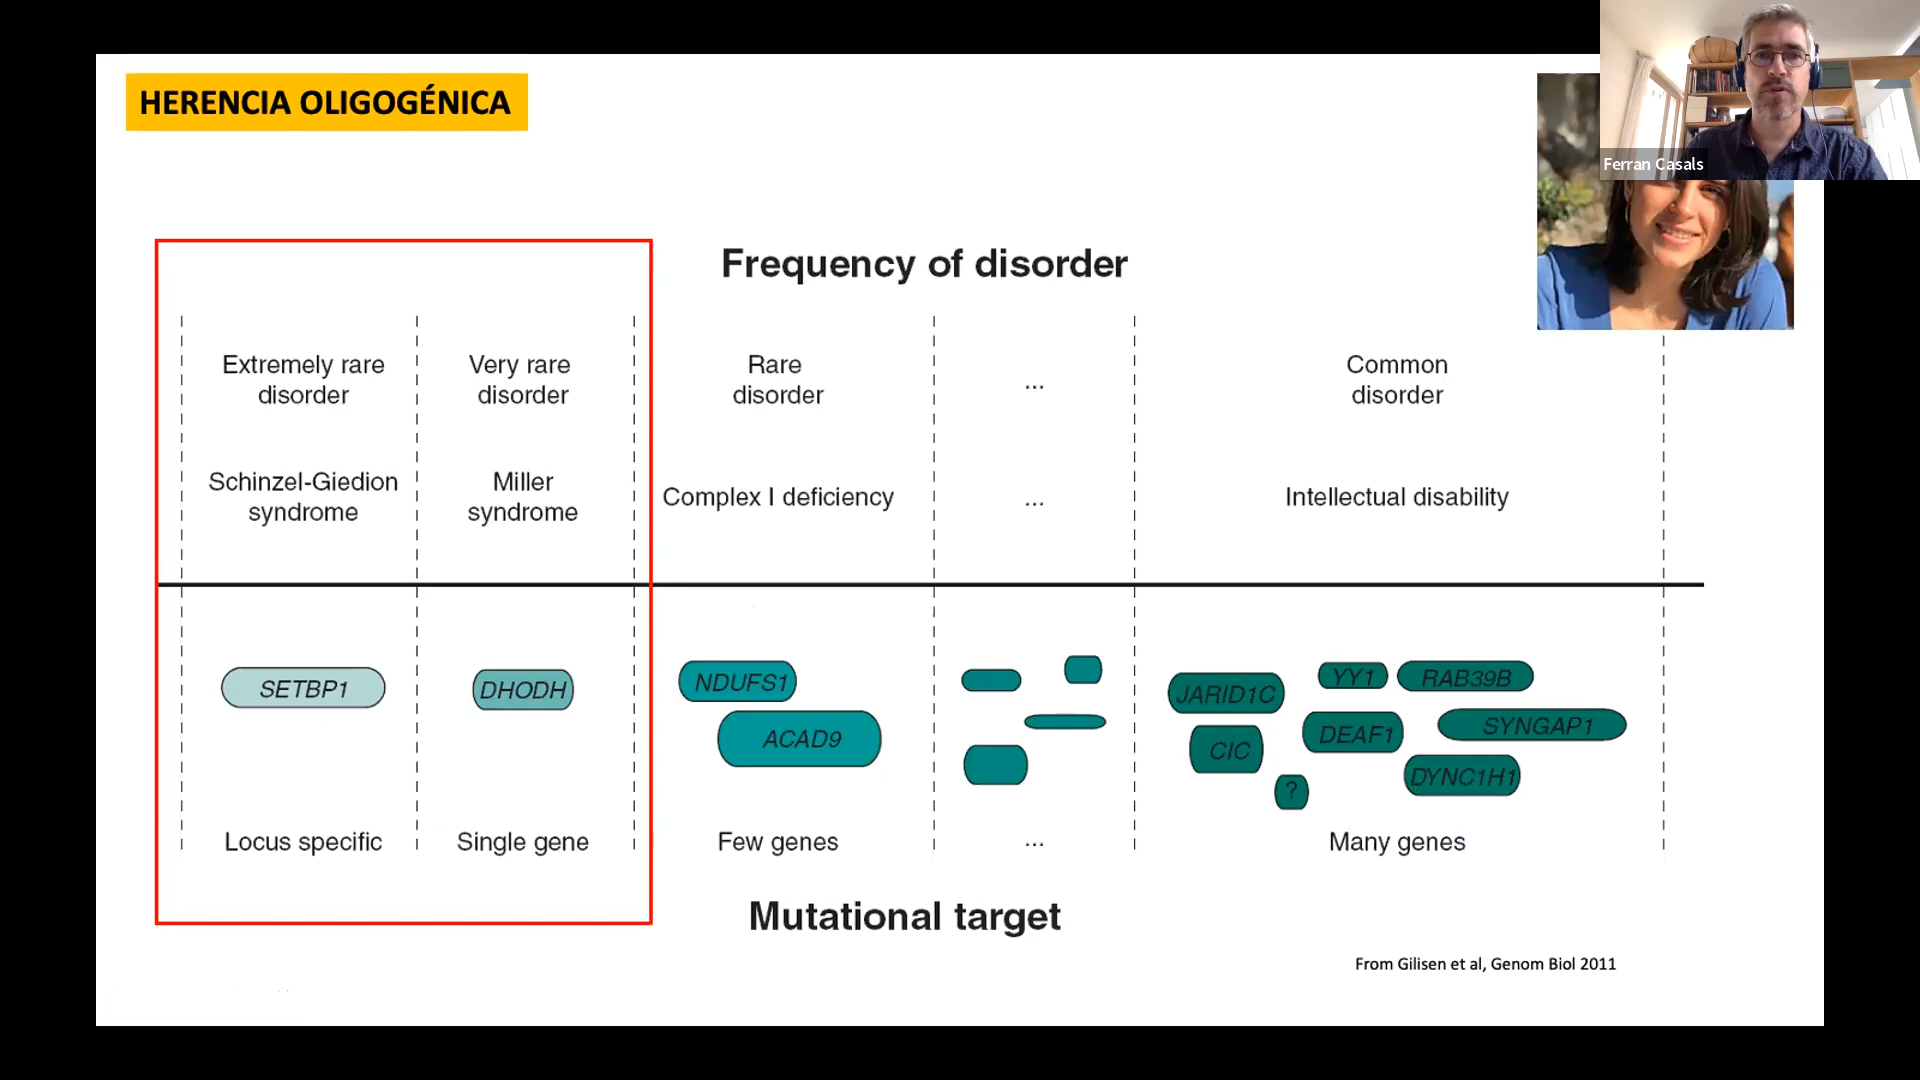 HERENCIA OLIGOGÉNICA
Ferran Casals
Frequency of disorder
Extremely rare
disorder
Very rare
disorder
Rare
disorder
...
Common
disorder
Schinzel-Giedion
syndrome
Miller
syndrome
Complex I deficiency
...
Intellectual disability
SETBP1
DHODH
NDUFS1
ACAD9
JARID1C
YY1
RAB39B
CIC
DEAF1
SYNGAP1
?
DYNC1H1
Locus specific
Single gene
Few genes
...
Many genes
Mutational target
From Gilisen et al, Genom Biol 2011